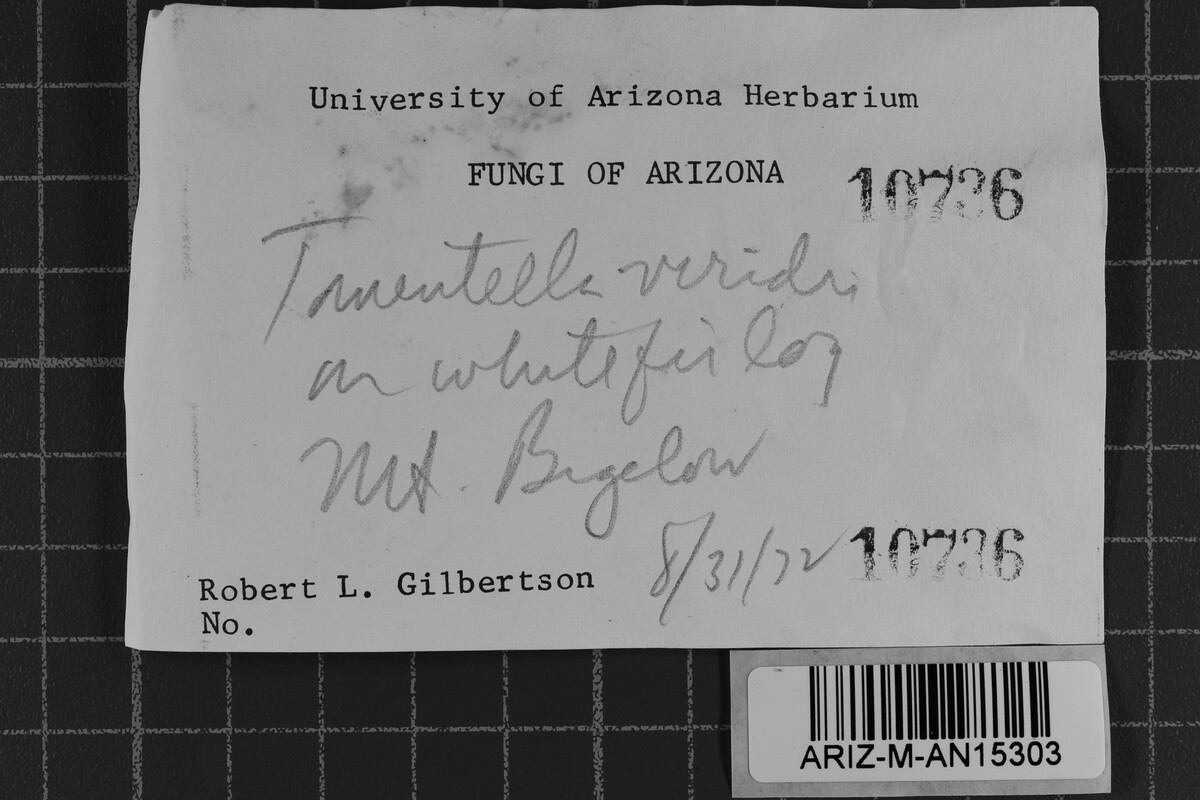 University of Arizona Herbarium
FUNGI OF ARIZONA
10736
Tomentella viridis
on white fir log
Mt. Bigelow
8/31/72
10736
Robert L. Gilbertson
No.
ARIZ-M-AN15303